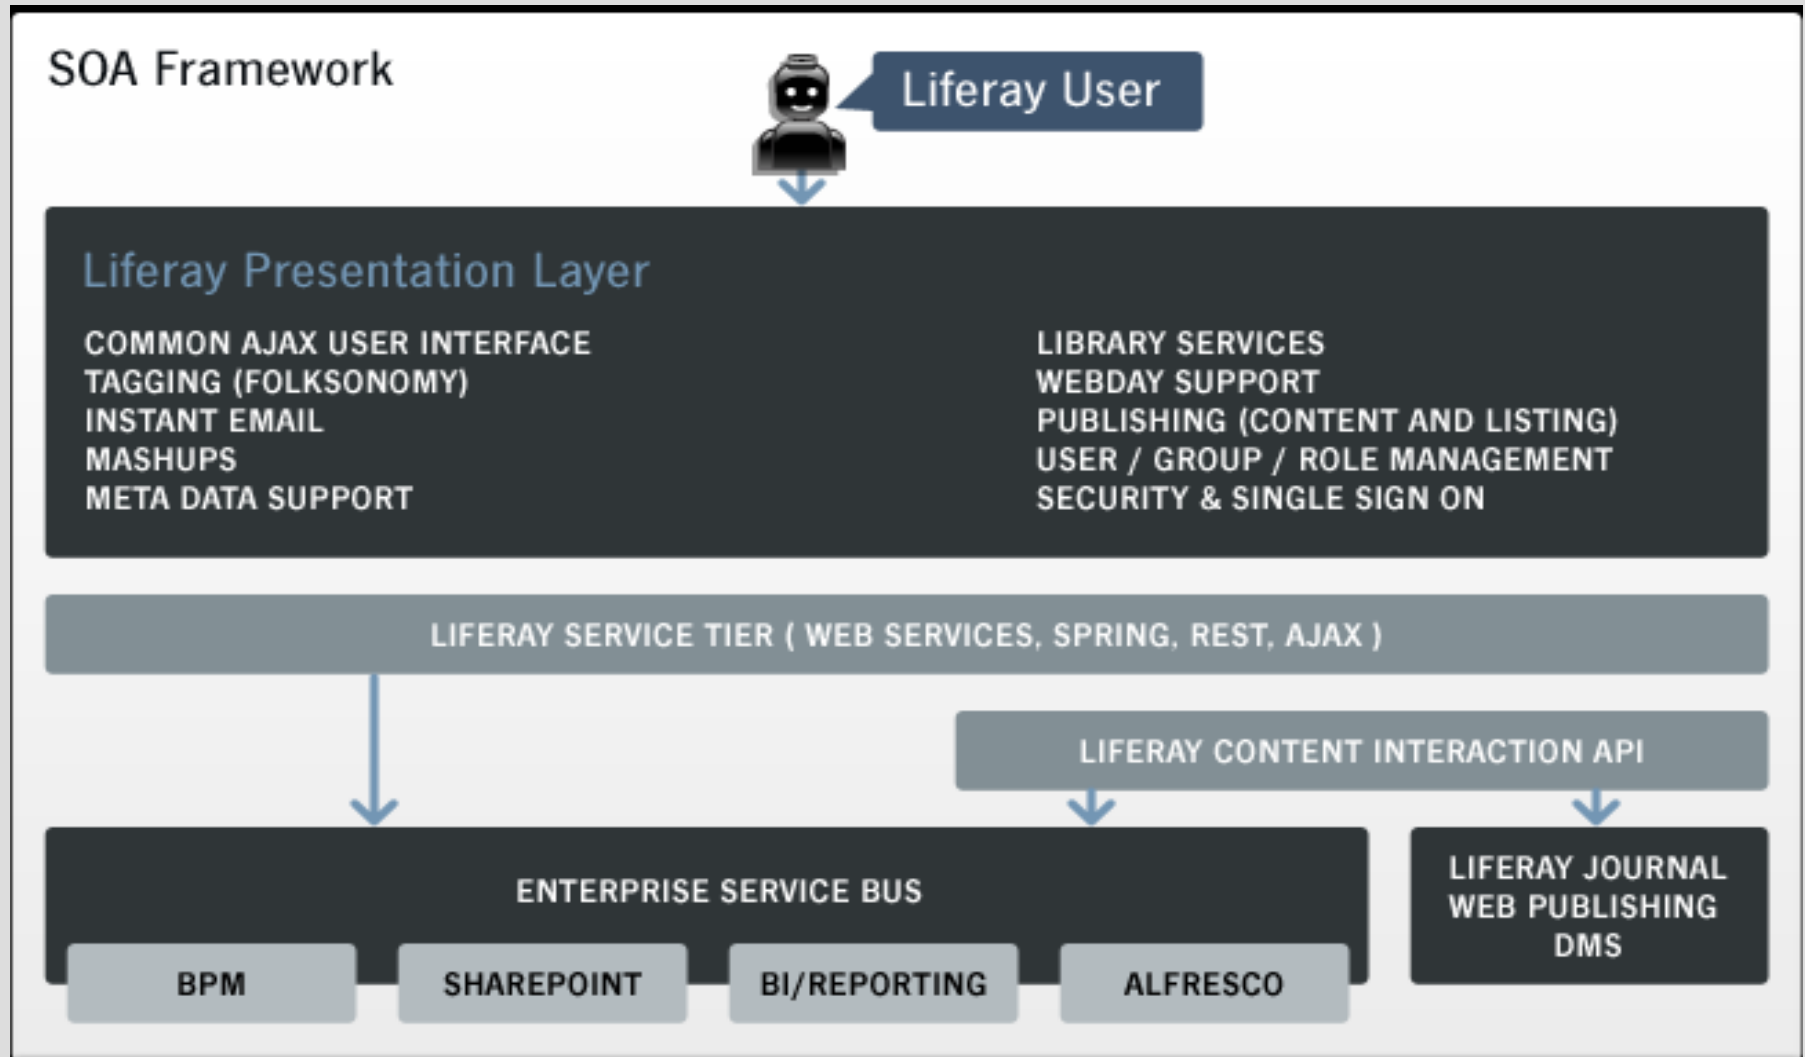 SOA Framework
Liferay User
Liferay Presentation Layer
COMMON AJAX USER INTERFACE
TAGGING (FOLKSONOMY)
INSTANT EMAIL
MASHUPS
META DATA SUPPORT
LIBRARY SERVICES
WEBDAY SUPPORT
PUBLISHING (CONTENT AND LISTING)
USER / GROUP / ROLE MANAGEMENT
SECURITY & SINGLE SIGN ON
LIFERAY SERVICE TIER ( WEB SERVICES, SPRING, REST, AJAX )
LIFERAY CONTENT INTERACTION API
ENTERPRISE SERVICE BUS
BPM
SHAREPOINT
BI/REPORTING
ALFRESCO
LIFERAY JOURNAL
WEB PUBLISHING
DMS